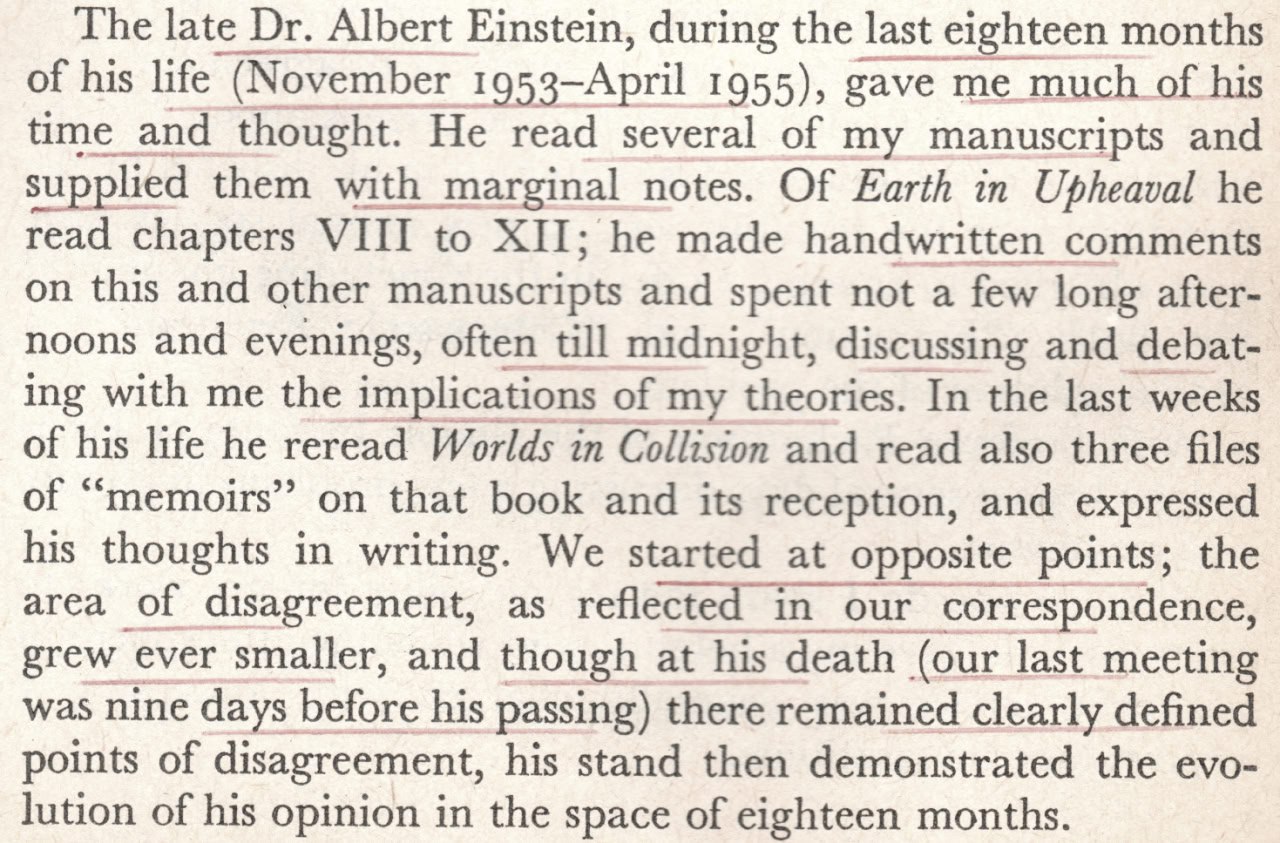 The late Dr. Albert Einstein, during the last eighteen months
of his life (November 1953–April 1955), gave me much of his
time and thought. He read several of my manuscripts and
supplied them with marginal notes. Of Earth in Upheaval he
read chapters VIII to XII; he made handwritten comments
on this and other manuscripts and spent not a few long after-
noons and evenings, often till midnight, discussing and debat-
ing with me the implications of my theories. In the last weeks
of his life he reread Worlds in Collision and read also three files
of “memoirs” on that book and its reception, and expressed
his thoughts in writing. We started at opposite points; the
area of disagreement, as reflected in our correspondence,
grew ever smaller, and though at his death (our last meeting
was nine days before his passing) there remained clearly defined
points of disagreement, his stand then demonstrated the evo-
lution of his opinion in the space of eighteen months.